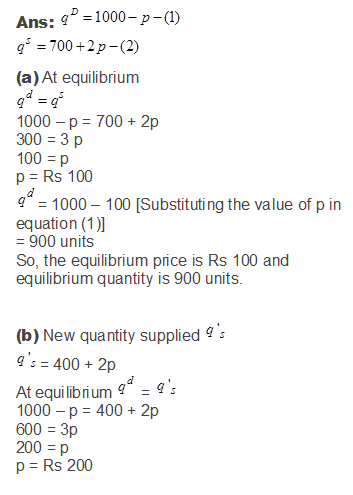 Ans: q^D = 1000 – p – (1)
q^s = 700 + 2p – (2)
(a) At equilibrium
q^d = q^s
1000 – p = 700 + 2p
300 = 3 p
100 = p
p = Rs 100
q^d = 1000 – 100 [Substituting the value of p in
equation (1)]
= 900 units
So, the equilibrium price is Rs 100 and
equilibrium quantity is 900 units.
(b) New quantity supplied q's
q's = 400 + 2p
At equilibrium q^d = q's
1000 – p = 400 + 2p
600 = 3p
200 = p
p = Rs 200